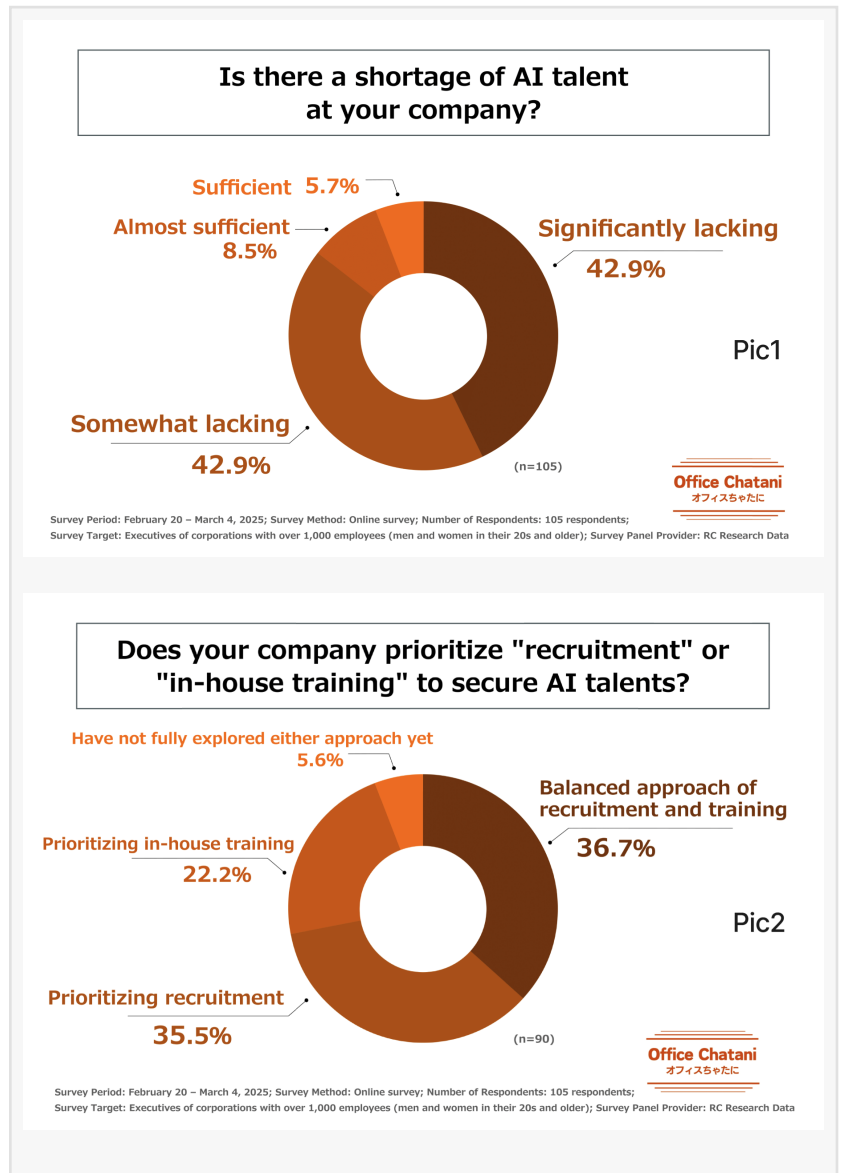 Is there a shortage of AI talent
at your company?
Sufficient 5.7%
Almost sufficient
8.5%
Significantly lacking
42.9%
Pic1
Somewhat lacking
42.9%
(n=105)
Office Chatani
オフィスちゃたに
Survey Period: February 20 – March 4, 2025; Survey Method: Online survey; Number of Respondents: 105 respondents;
Survey Target: Executives of corporations with over 1,000 employees (men and women in their 20s and older); Survey Panel Provider: RC Research Data
Does your company prioritize "recruitment" or
"in-house training" to secure AI talents?
Have not fully explored either approach yet
5.6%
Balanced approach of
recruitment and training
36.7%
Prioritizing in-house training
22.2%
Pic2
Prioritizing recruitment
35.5%
(n=90)
Office Chatani
オフィスちゃたに
Survey Period: February 20 – March 4, 2025; Survey Method: Online survey; Number of Respondents: 105 respondents;
Survey Target: Executives of corporations with over 1,000 employees (men and women in their 20s and older); Survey Panel Provider: RC Research Data